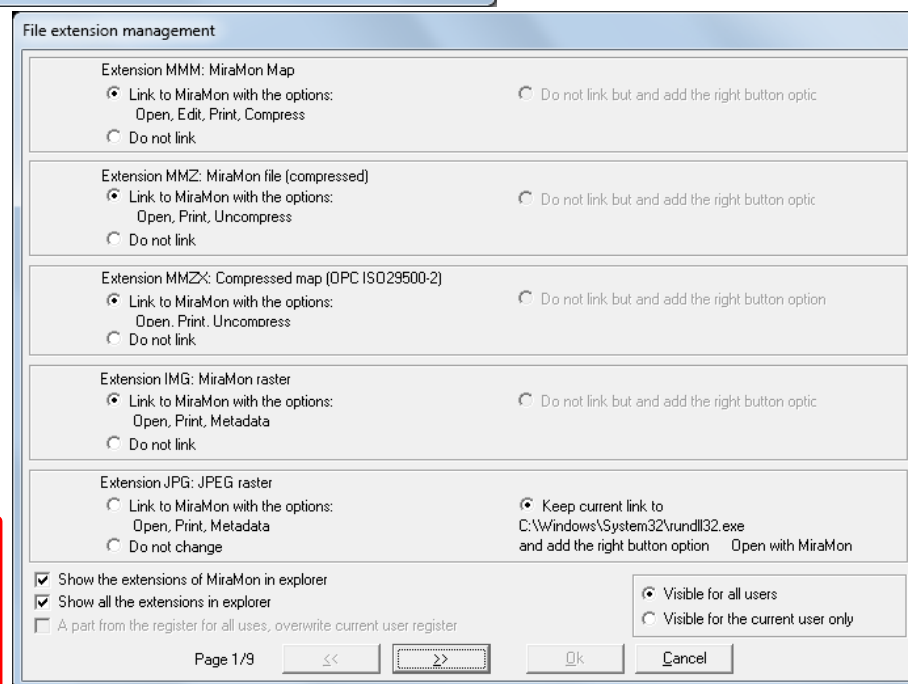 File extension management
Extension MMM: MiraMon Map
Link to MiraMon with the options:
Do not link but and add the right button optic
Open, Edit, Print, Compress
Do not link
Extension MMZ: MiraMon file (compressed)
Link to MiraMon with the options:
Do not link but and add the right button optic
Open, Print, Uncompress
Do not link
Extension MMZX: Compressed map (OPC ISO29500-2)
Link to MiraMon with the options:
Do not link but and add the right button option
Open, Print, Uncompress
Do not link
Extension IMG: MiraMon raster
Link to MiraMon with the options:
Do not link but and add the right button optic
Open, Print, Metadata
Do not link
Extension JPG: JPEG raster
Link to MiraMon with the options:
Keep current link to
Open, Print, Metadata
C:\Windows\System32\rundll32.exe
Do not change
and add the right button option Open with MiraMon
Show the extensions of MiraMon in explorer
Show all the extensions in explorer
Visible for all users
A part from the register for all uses, overwrite current user register
Visible for the current user only
Page 1/9 << >> Ok Cancel